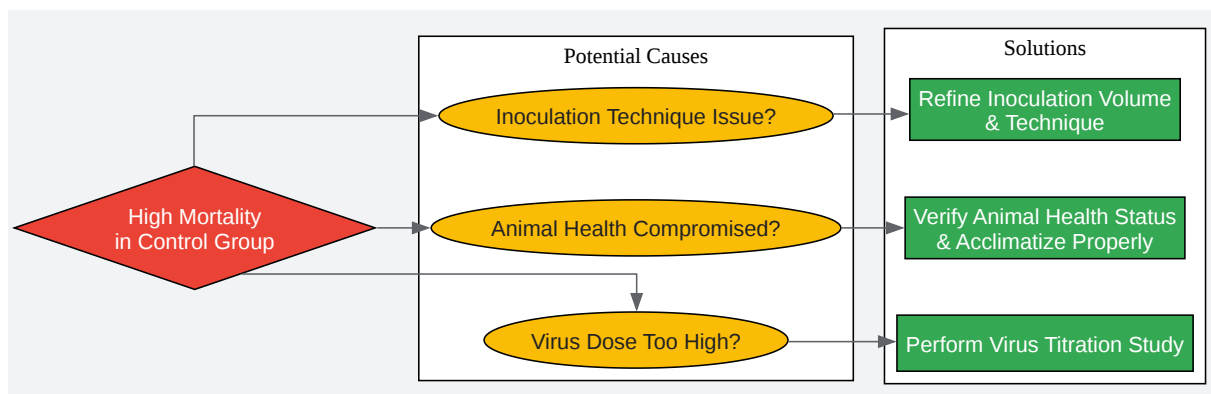 Potential Causes
Solutions
Inoculation Technique Issue?
Refine Inoculation Volume
& Technique
High Mortality
in Control Group
Animal Health Compromised?
Verify Animal Health Status
& Acclimatize Properly
Virus Dose Too High?
Perform Virus Titration Study